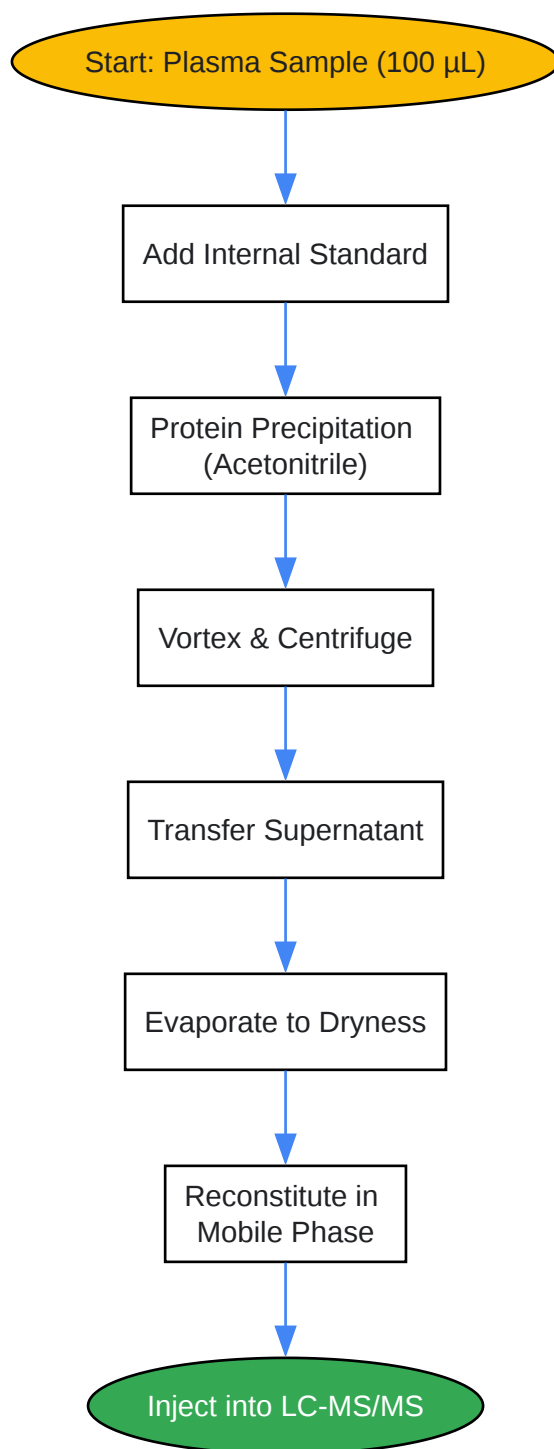 Start: Plasma Sample (100 µL)
Add Internal Standard
Protein Precipitation
(Acetonitrile)
Vortex & Centrifuge
Transfer Supernatant
Evaporate to Dryness
Reconstitute in
Mobile Phase
Inject into LC-MS/MS